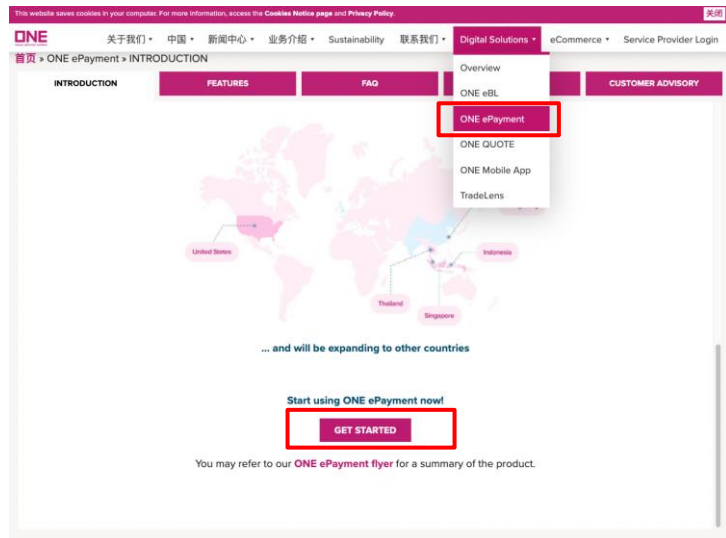 This website saves cookies in your computer. For more information, access the Cookies Notice page and Privacy Policy.
关闭
ONE
关于我们 中国 新闻中心 业务介绍 Sustainability 联系我们 Digital Solutions eCommerce Service Provider Login
首页 » ONE ePayment » INTRODUCTION
Overview
INTRODUCTION FEATURES FAQ CUSTOMER ADVISORY
ONE eBL
ONE ePayment
ONE QUOTE
ONE Mobile App
TradeLens
United States
Indonesia
Thailand
Singapore
... and will be expanding to other countries
Start using ONE ePayment now!
GET STARTED
You may refer to our ONE ePayment flyer for a summary of the product.